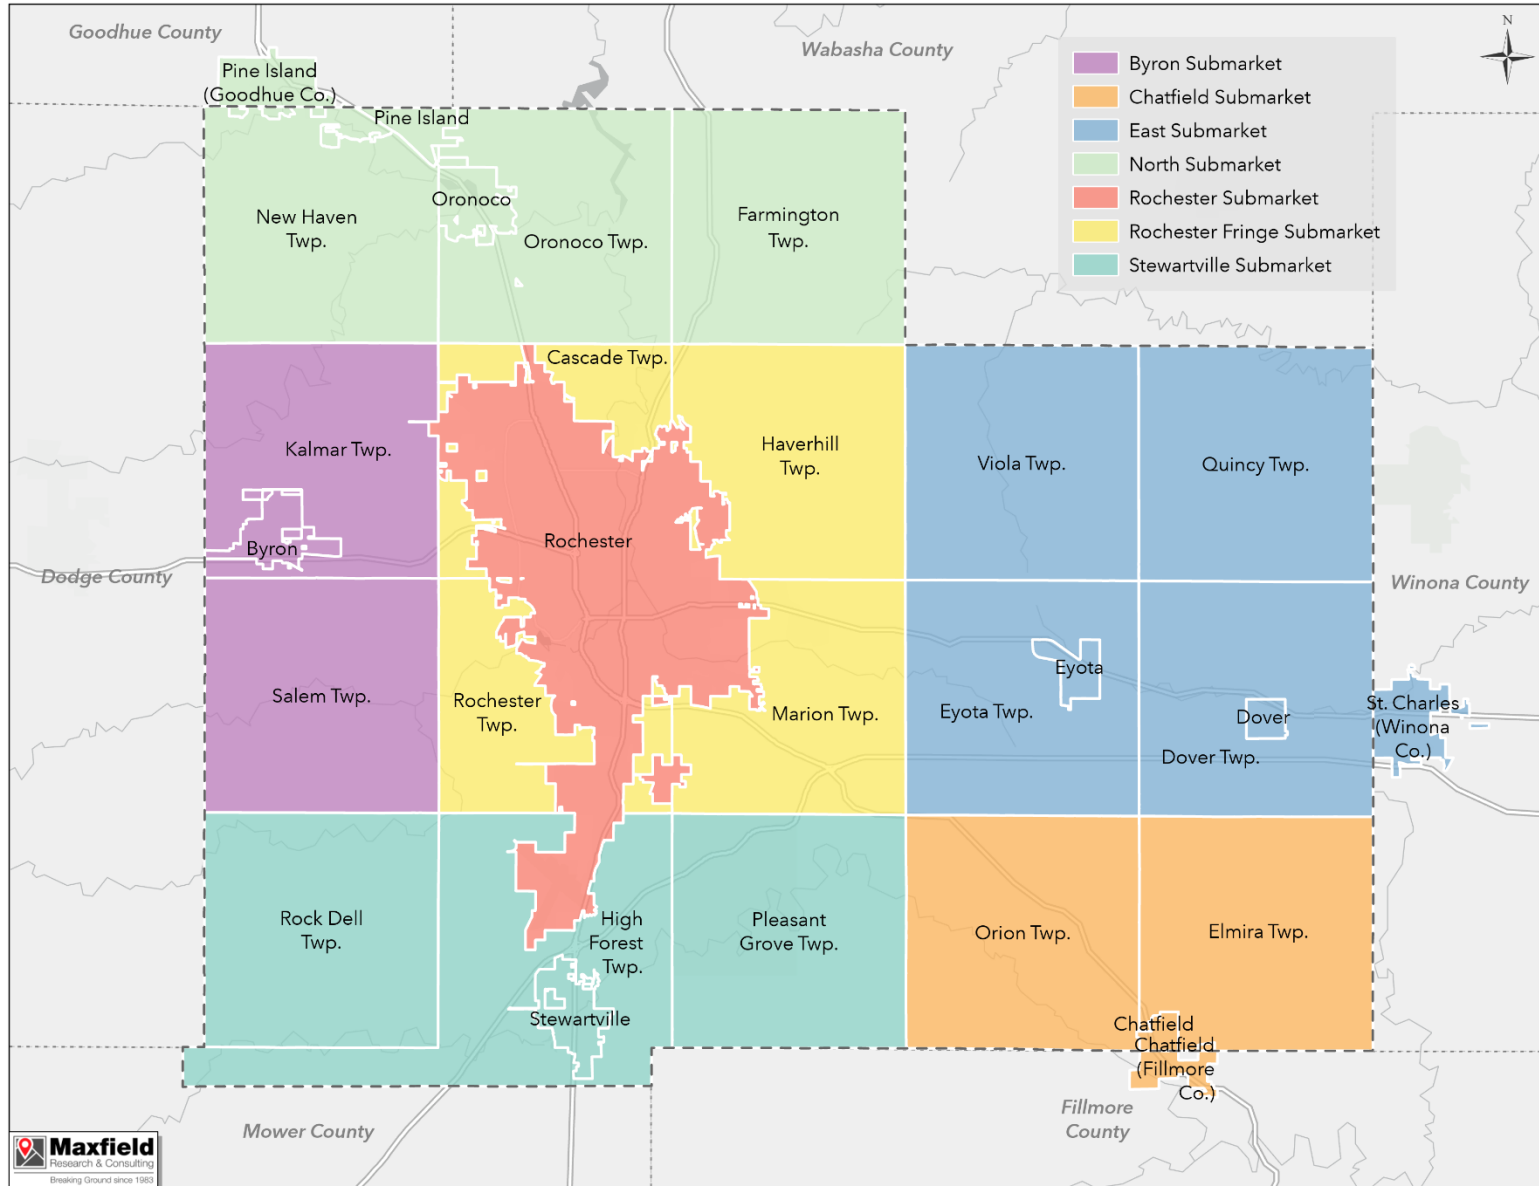 Goodhue County
Wabasha County
N
Pine Island
(Goodhue Co.)
Pine Island
Byron Submarket
Chatfield Submarket
East Submarket
North Submarket
Rochester Submarket
Rochester Fringe Submarket
Stewartville Submarket
Oronoco
New Haven
Twp.
Oronoco Twp.
Farmington
Twp.
Cascade Twp.
Kalmar Twp.
Haverhill
Twp.
Viola Twp.
Quincy Twp.
Byron
Rochester
Dodge County
Winona County
Salem Twp.
Rochester
Twp.
Marion Twp.
Eyota
Eyota Twp.
Dover
Dover Twp.
St. Charles
(Winona
Co.)
Rock Dell
Twp.
High
Forest
Twp.
Pleasant
Grove Twp.
Orion Twp.
Elmira Twp.
Stewartville
Chatfield
Chatfield
(Fillmore
Co.)
Mower County
Fillmore
County
Maxfield
Research & Consulting
Breaking Ground since 1983